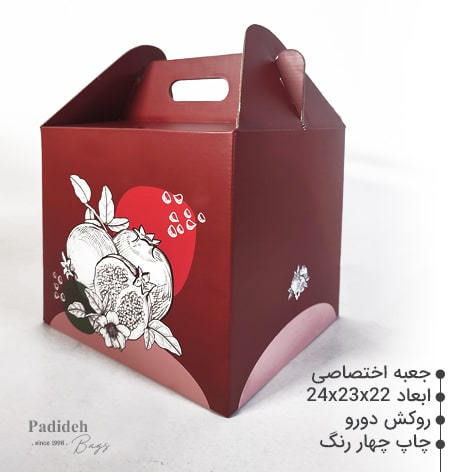 جعبه اختصاصی
ابعاد 24x23x22
روکش دورو
چاپ چهار رنگ
Padideh
. since 1998 .
Bags